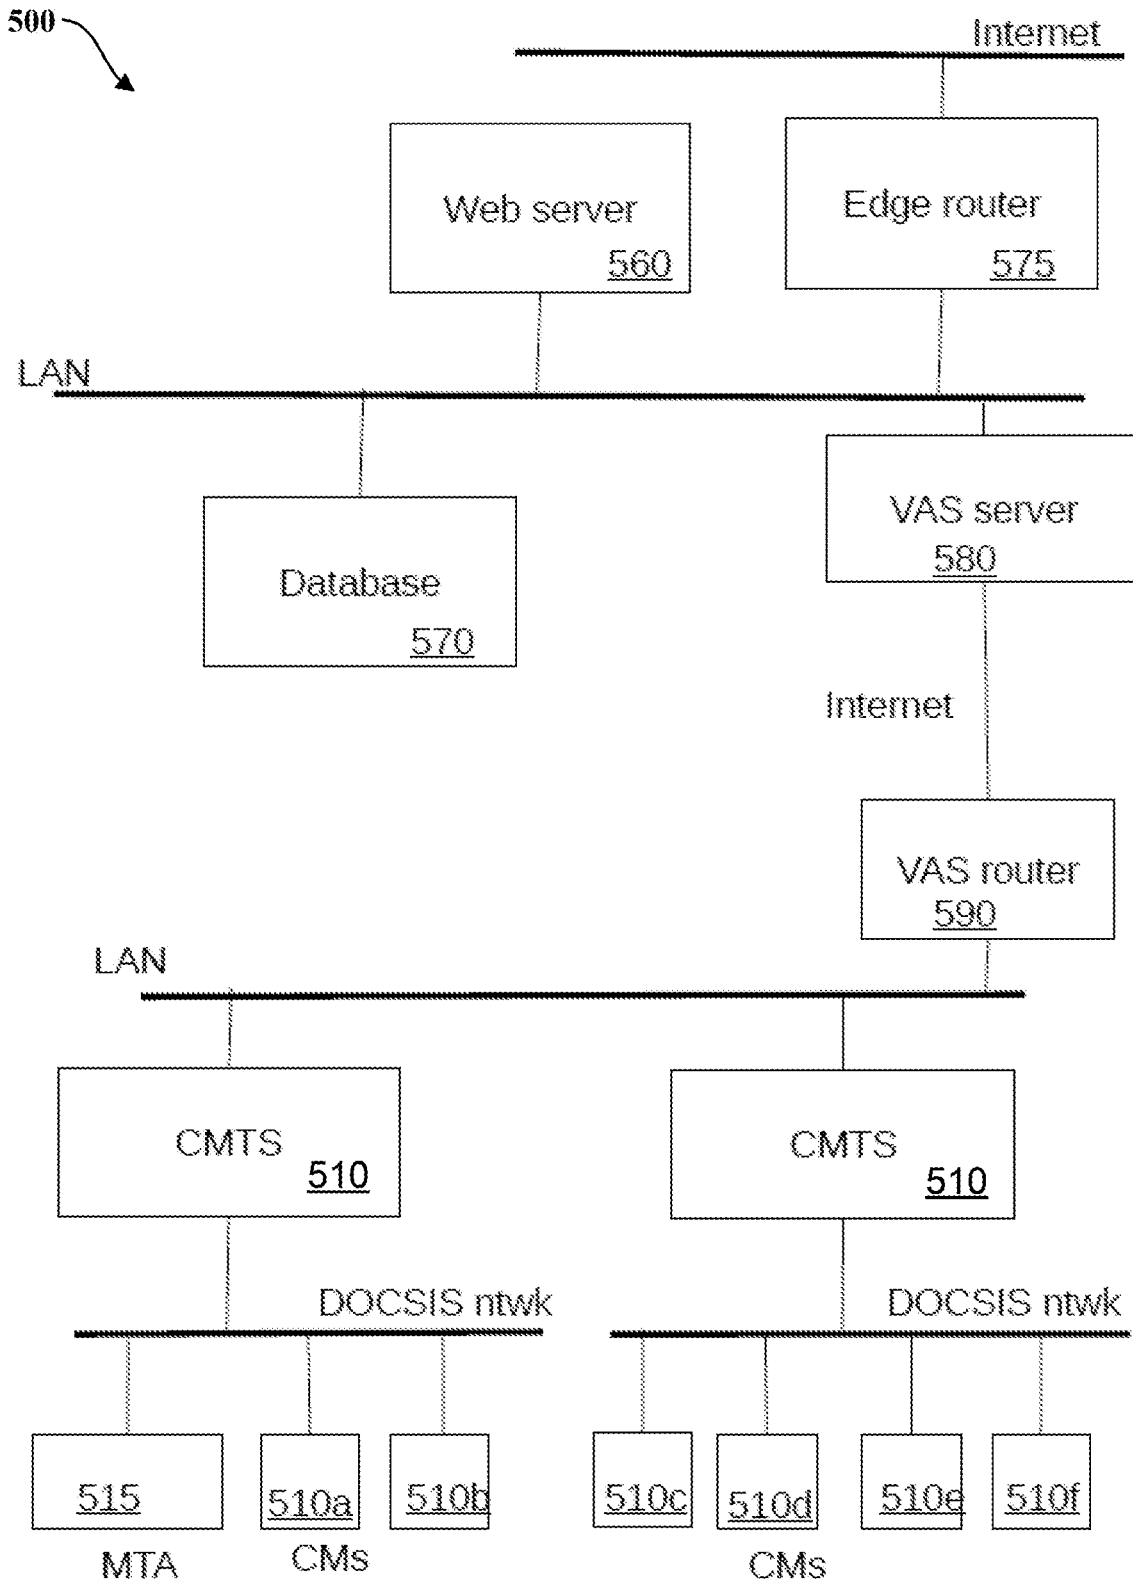 500
Internet
Web server
560
Edge router
575
LAN
Database
570
VAS server
580
Internet
VAS router
590
LAN
CMTS
510
CMTS
510
DOCSIS ntwk
DOCSIS ntwk
515
510a
510b
510c
510d
510e
510f
MTA
CMs
CMs